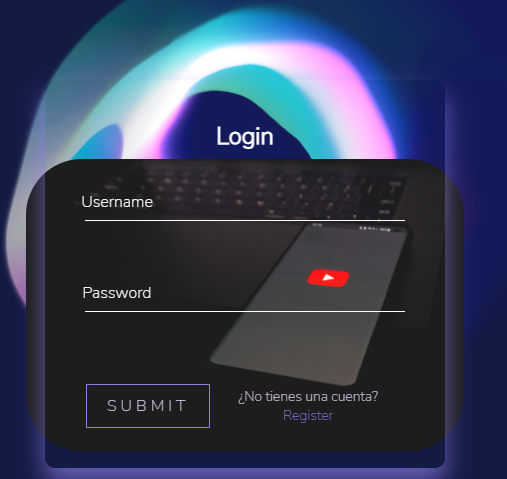 Login
Username
Password
SUBMIT
¿No tienes una cuenta?
Register